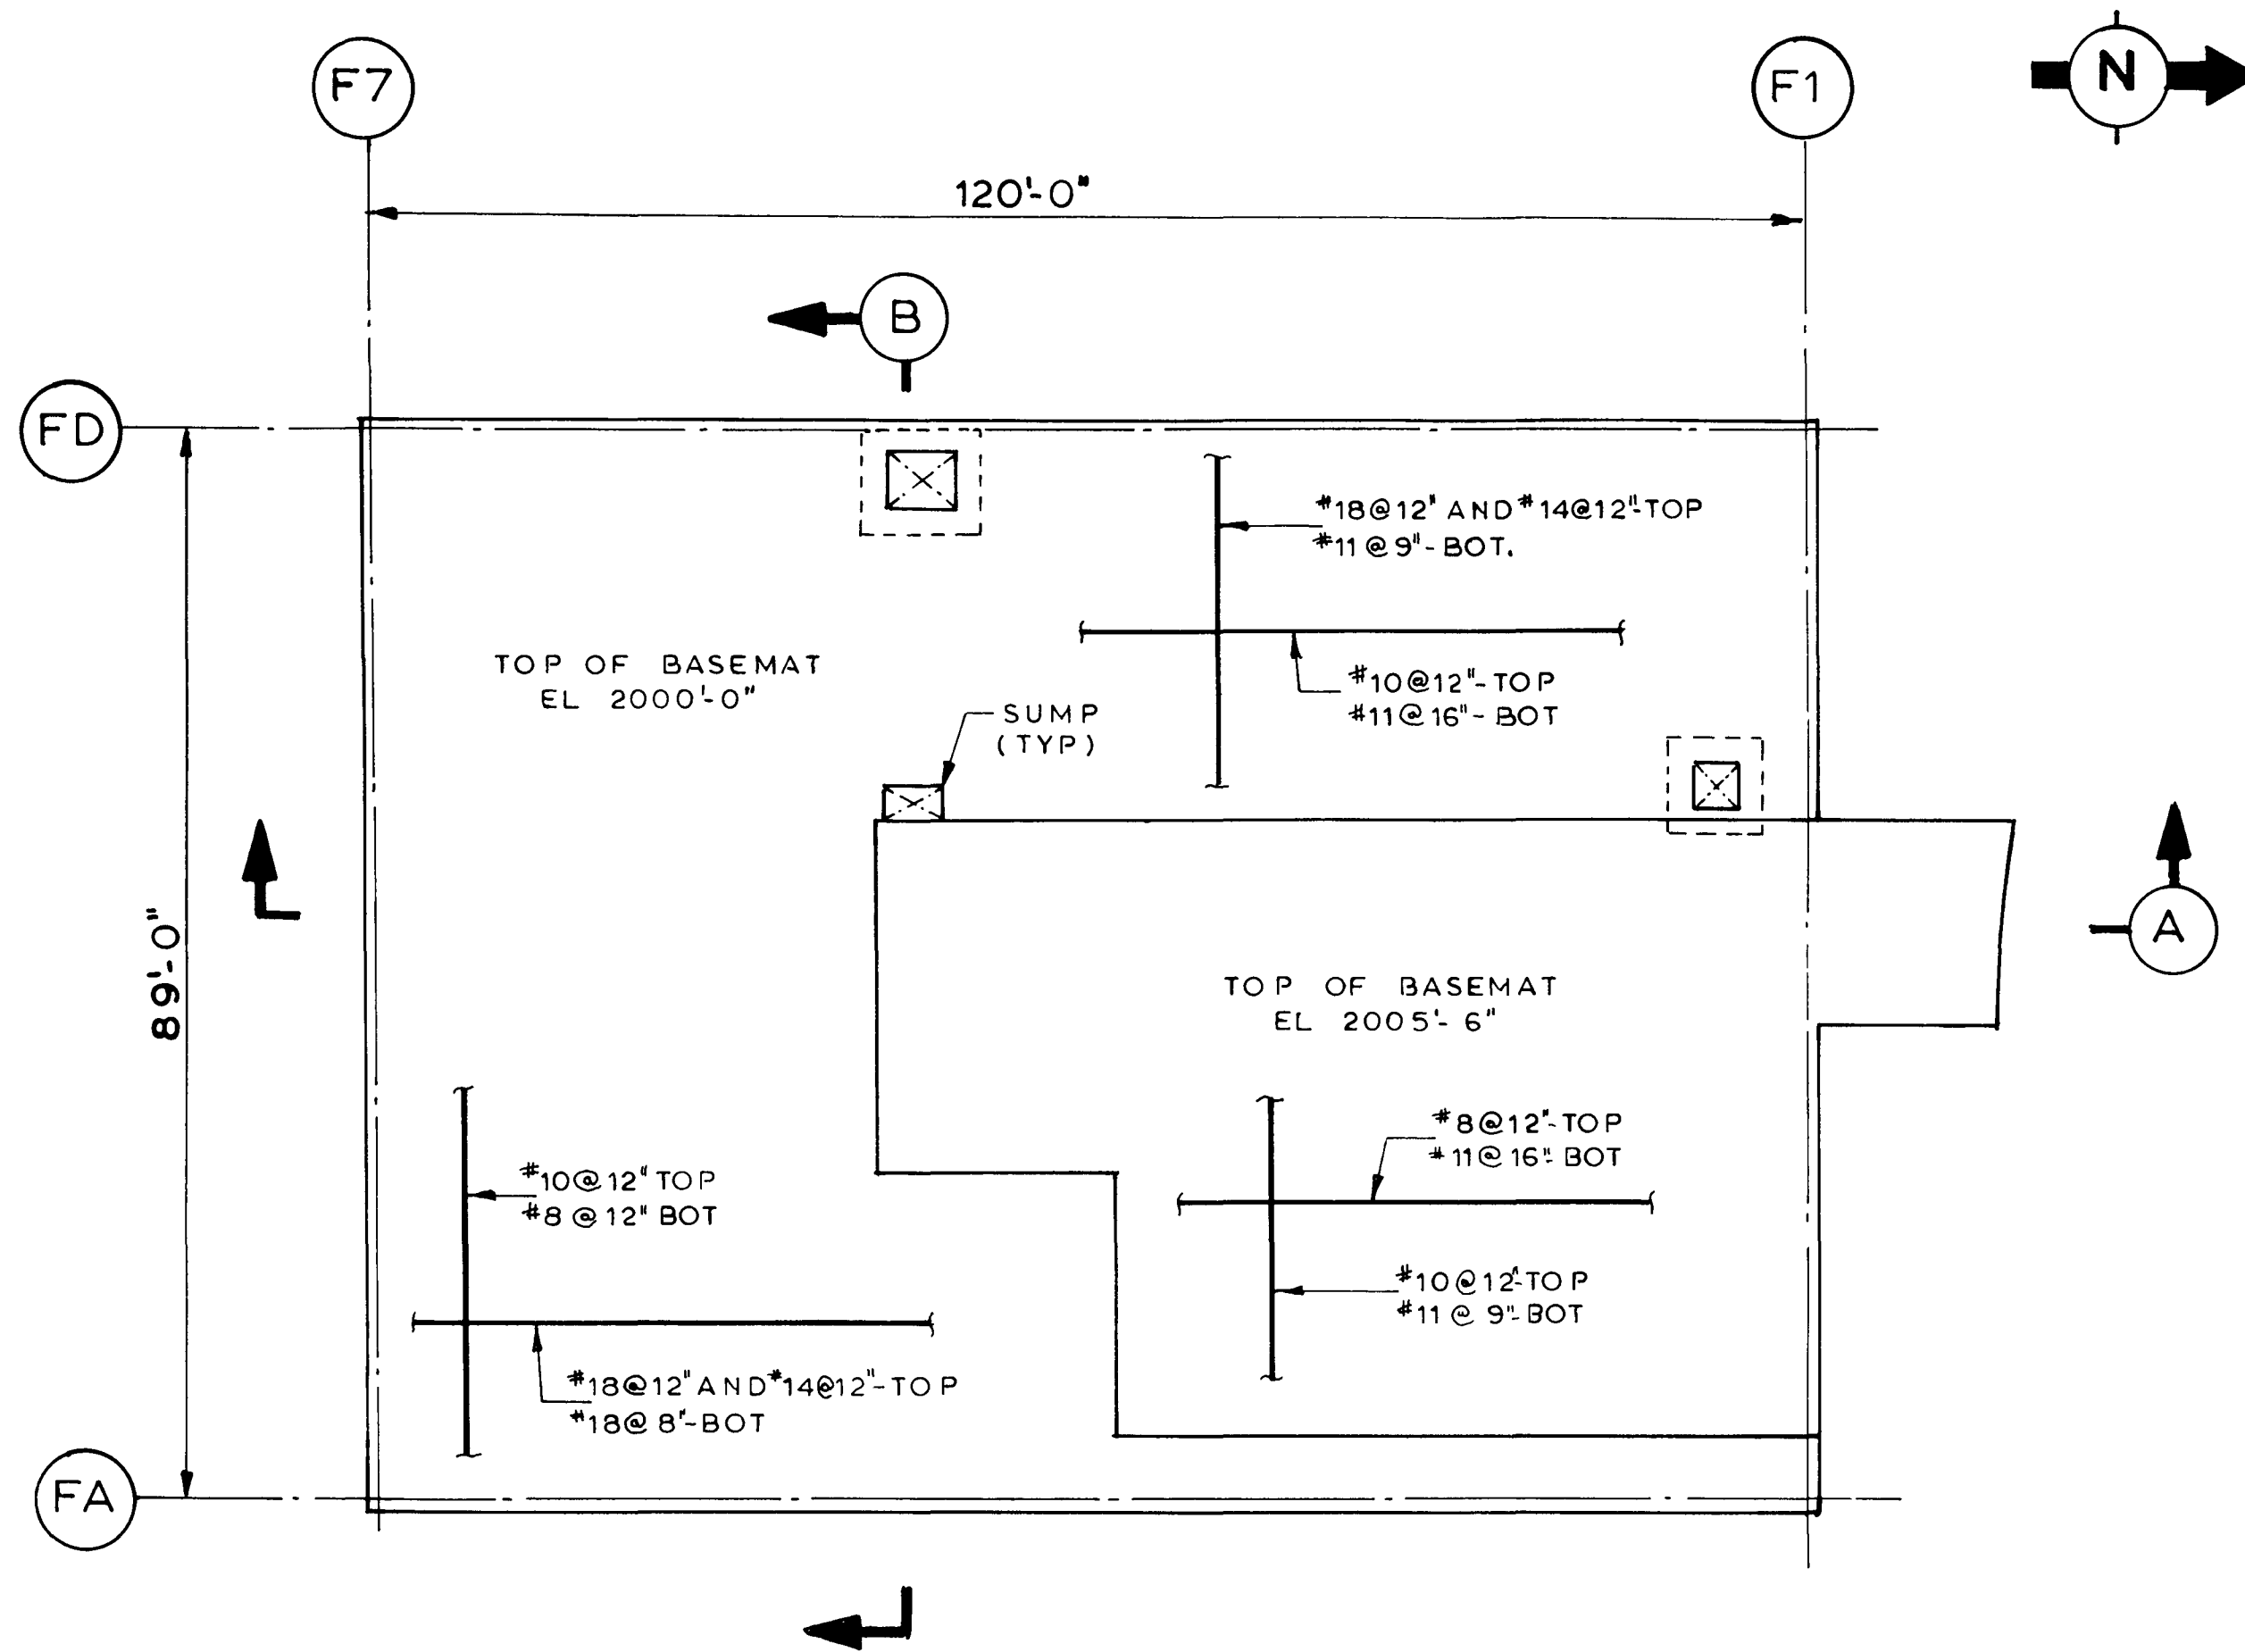 F7
F1
N
120'-0"
B
FD
#18@12" AND #14@12"-TOP
#11@9"-BOT.
TOP OF BASEMAT
EL 2000'-0"
#10@12"-TOP
#11@16"-BOT
SUMP
(TYP)
89'-0"
A
TOP OF BASEMAT
EL 2005'-6"
#8@12"-TOP
#11@16"-BOT
#10@12" TOP
#8@12" BOT
#10@12"-TOP
#11@9"-BOT
#18@12" AND #14@12"-TOP
#18@8"-BOT
FA